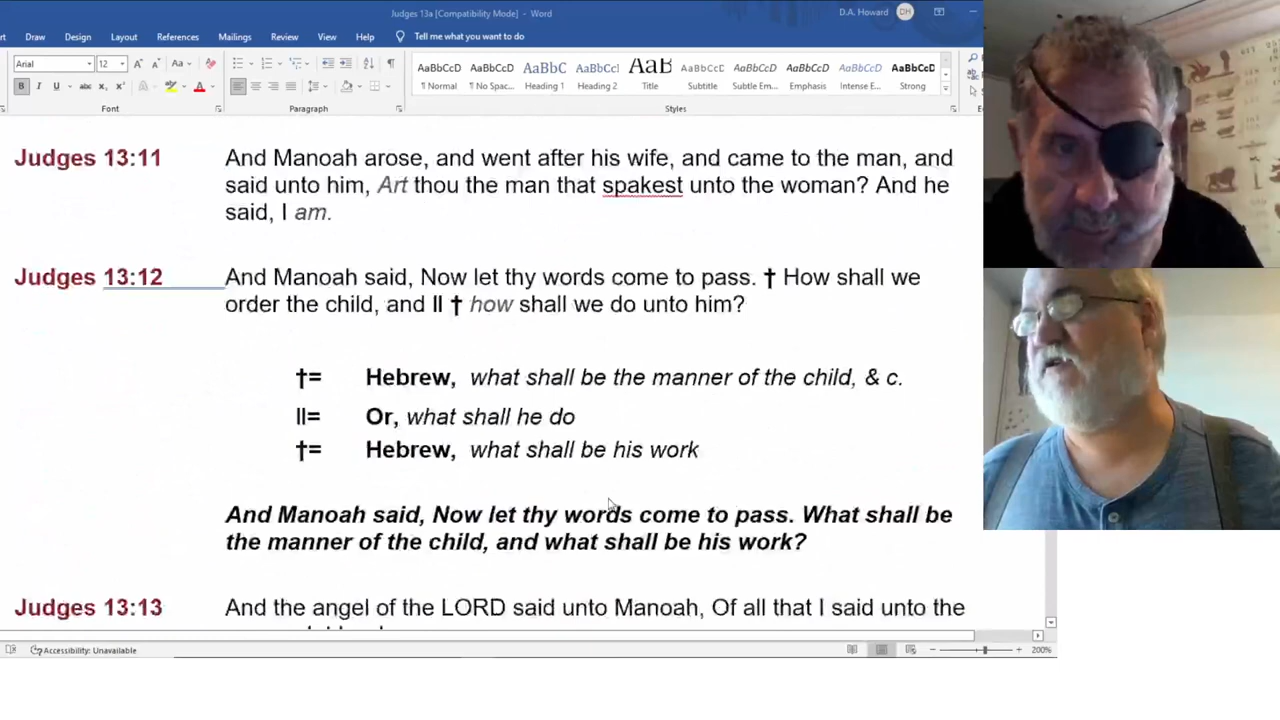 Judges 13a [Compatibility Mode] - Word
D.A. Howard DH
Draw Design Layout References Mailings Review View Help Tell me what you want to do
Arial 12 A A Aa A
B I U abc x, x' A A
AaBbCcD AaBbCcD AaBbC AaBbCc AaB AaBbCcD AaBbCcD AaBbCcD AaBbCcD AaBbCcD
¶ Normal ¶ No Spac... Heading 1 Heading 2 Title Subtitle Subtle Em... Emphasis Intense E... Strong
Font Paragraph Styles
Judges 13:11 And Manoah arose, and went after his wife, and came to the man, and
said unto him, Art thou the man that spakest unto the woman? And he
said, I am.
Judges 13:12 And Manoah said, Now let thy words come to pass. † How shall we
order the child, and ll † how shall we do unto him?
†= Hebrew, what shall be the manner of the child, & c.
ll= Or, what shall he do
†= Hebrew, what shall be his work
And Manoah said, Now let thy words come to pass. What shall be
the manner of the child, and what shall be his work?
Judges 13:13 And the angel of the LORD said unto Manoah, Of all that I said unto the
Accessibility: Unavailable 200%